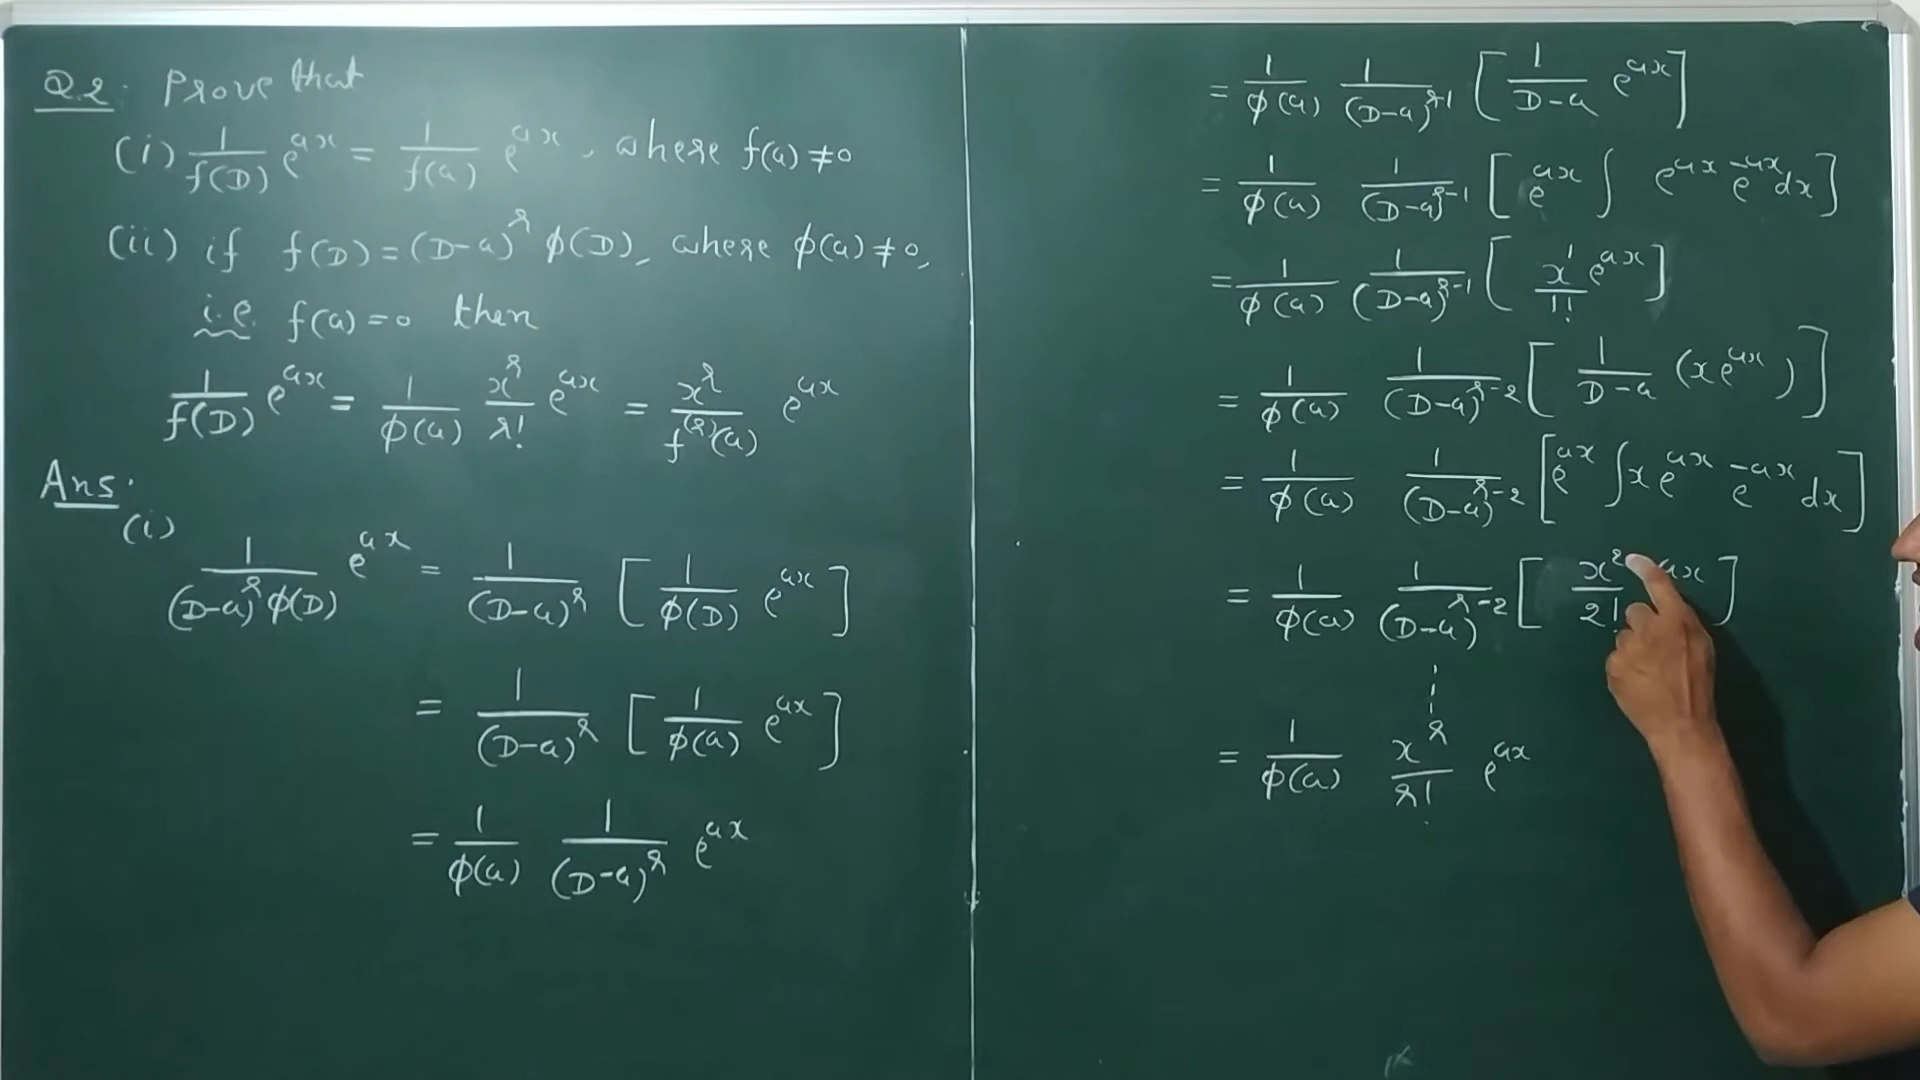 Q.2. Prove that
(i) 1/f(D) e^{ax} = 1/f(a) e^{ax}, where f(a) ≠ 0
(ii) if f(D) = (D-a)^r φ(D), where φ(a) ≠ 0,
i.e. f(a) = 0 then
1/f(D) e^{ax} = 1/φ(a) x^r/r! e^{ax} = x^r/f^{(r)}(a) e^{ax}
Ans.
(i)
1/((D-a)^r φ(D)) e^{ax} = 1/(D-a)^r [1/φ(D) e^{ax}]
= 1/(D-a)^r [1/φ(a) e^{ax}]
= 1/φ(a) 1/(D-a)^r e^{ax}
= 1/φ(a) 1/(D-a)^{r-1} [1/(D-a) e^{ax}]
= 1/φ(a) 1/(D-a)^{r-1} [e^{ax} ∫ e^{ax} e^{-ax} dx]
= 1/φ(a) 1/(D-a)^{r-1} [x^1/1! e^{ax}]
= 1/φ(a) 1/(D-a)^{r-2} [1/(D-a) (x e^{ax})]
= 1/φ(a) 1/(D-a)^{r-2} [e^{ax} ∫ x e^{ax} e^{-ax} dx]
= 1/φ(a) 1/(D-a)^{r-2} [x^2/2! ^{ax}]
= 1/φ(a) x^r/r! e^{ax}